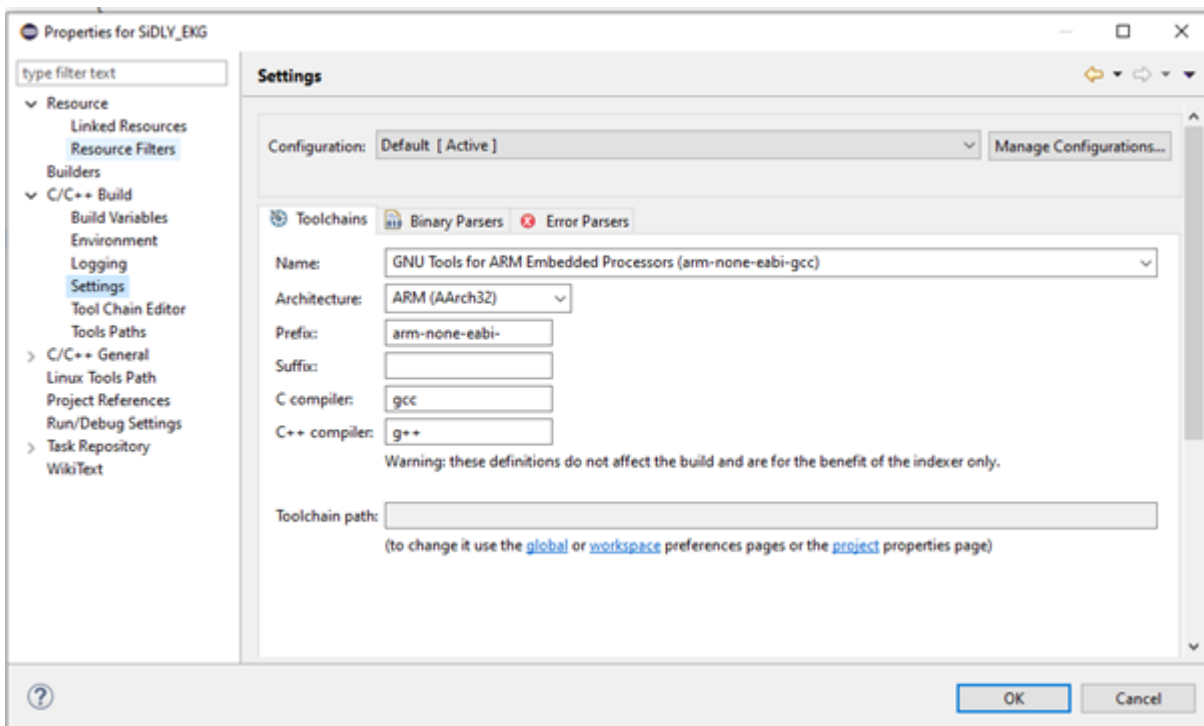 Properties for SiDLY_EKG
type filter text
Settings
Resource
Linked Resources
Resource Filters
Builders
C/C++ Build
Build Variables
Environment
Logging
Settings
Tool Chain Editor
Tools Paths
C/C++ General
Linux Tools Path
Project References
Run/Debug Settings
Task Repository
WikiText
Configuration: Default [ Active ] Manage Configurations...
Toolchains Binary Parsers Error Parsers
Name: GNU Tools for ARM Embedded Processors (arm-none-eabi-gcc)
Architecture: ARM (AArch32)
Prefix: arm-none-eabi-
Suffix:
C compiler: gcc
C++ compiler: g++
Warning: these definitions do not affect the build and are for the benefit of the indexer only.
Toolchain path:
(to change it use the global or workspace preferences pages or the project properties page)
OK Cancel